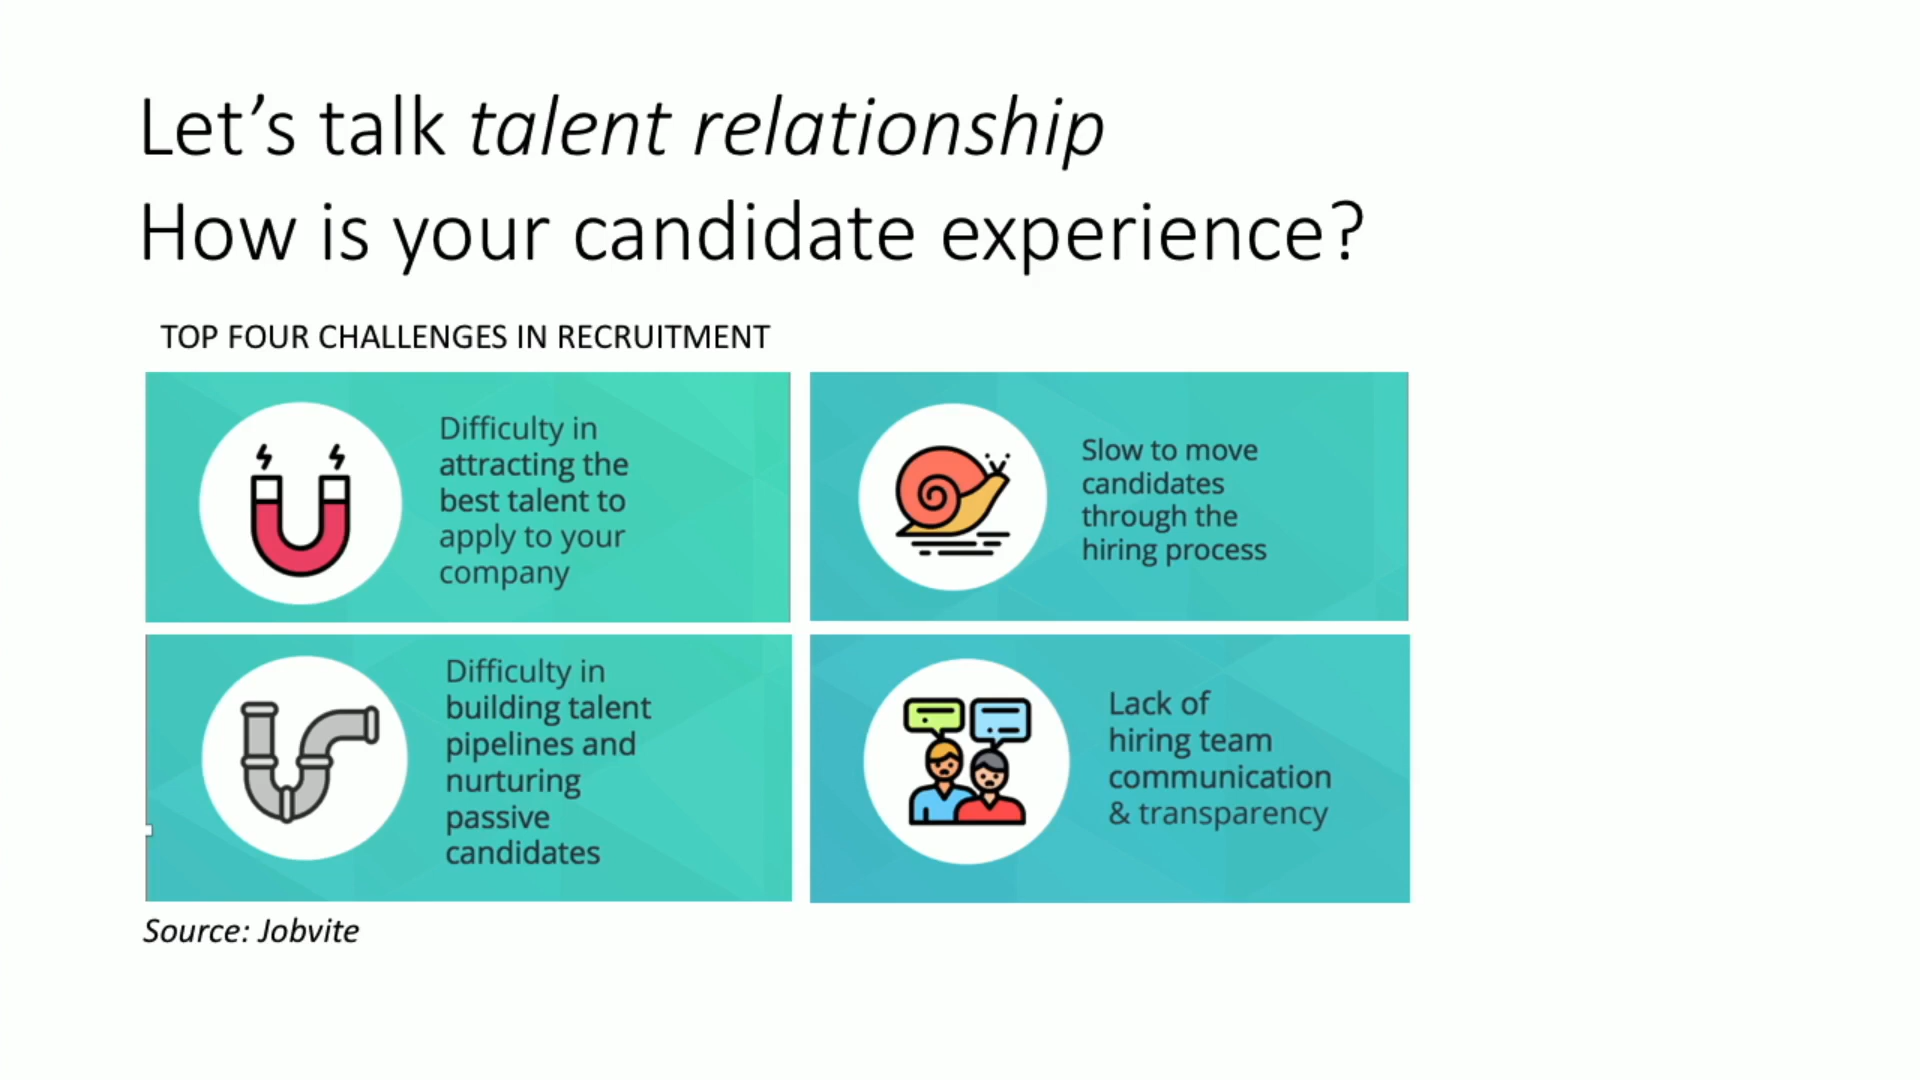 Let’s talk talent relationship
How is your candidate experience?
TOP FOUR CHALLENGES IN RECRUITMENT
Difficulty in
attracting the
best talent to
apply to your
company
Slow to move
candidates
through the
hiring process
Difficulty in
building talent
pipelines and
nurturing
passive
candidates
Lack of
hiring team
communication
& transparency
Source: Jobvite